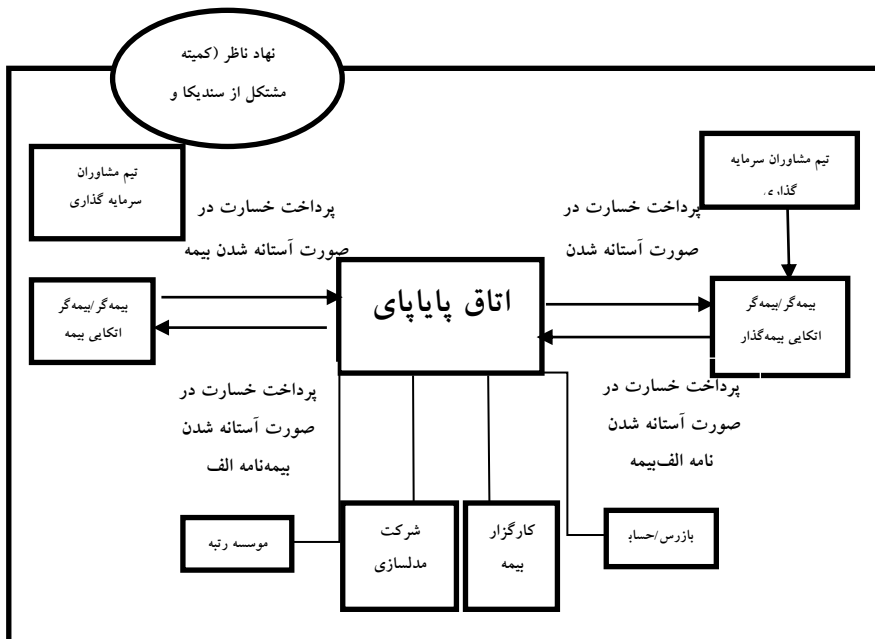 نهاد ناظر (کمیته
مشتکل از سندیکا و
تیم مشاوران
سرمایه گذاری
تیم مشاوران سرمایه
گذاری
پرداخت خسارت در
صورت آستانه شدن بیمه
پرداخت خسارت در
صورت آستانه شدن
بیمه‌گر/بیمه‌گر
اتکایی بیمه
اتاق پایاپای
بیمه‌گر/بیمه‌گر
اتکایی بیمه‌گذار
پرداخت خسارت در
صورت آستانه شدن
بیمه‌نامه الف
پرداخت خسارت در
صورت آستانه شدن
نامه الف‌بیمه
موسسه رتبه
شرکت
مدلسازی
کارگزار
بیمه
بازرس/حساب